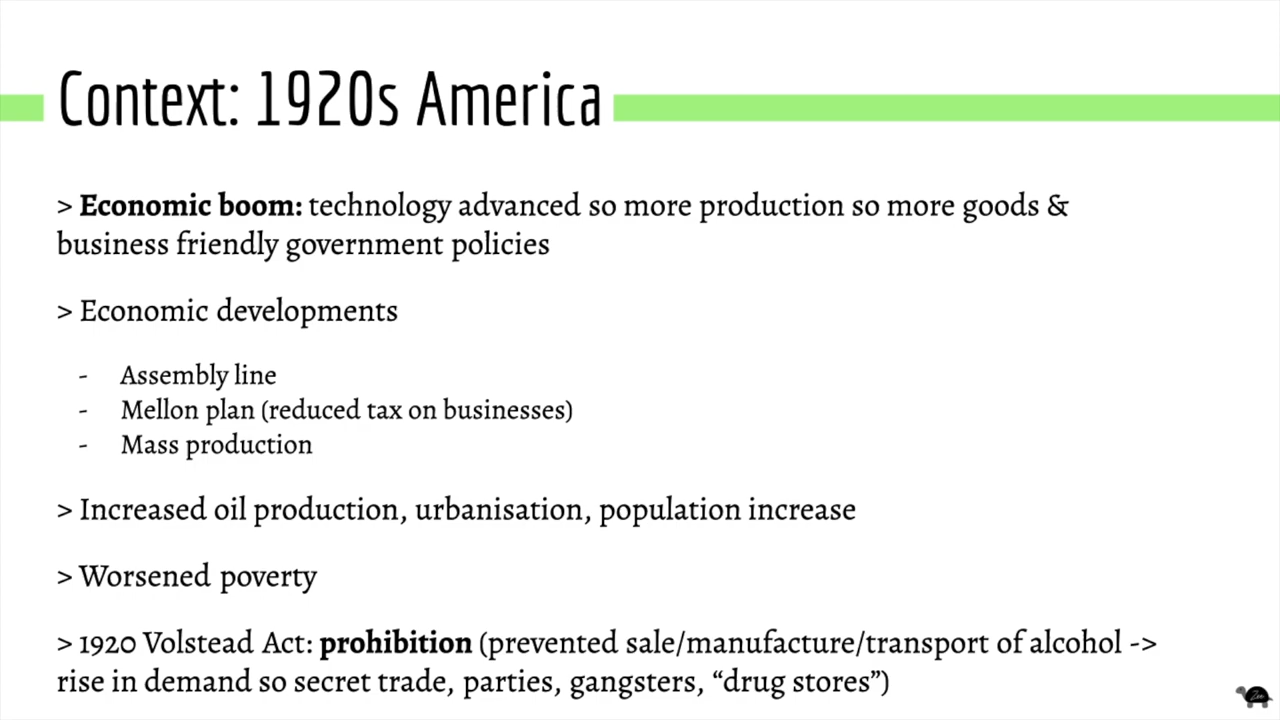 Context: 1920s America
> Economic boom: technology advanced so more production so more goods &
business friendly government policies
> Economic developments
- Assembly line
- Mellon plan (reduced tax on businesses)
- Mass production
> Increased oil production, urbanisation, population increase
> Worsened poverty
> 1920 Volstead Act: prohibition (prevented sale/manufacture/transport of alcohol ->
rise in demand so secret trade, parties, gangsters, “drug stores”)